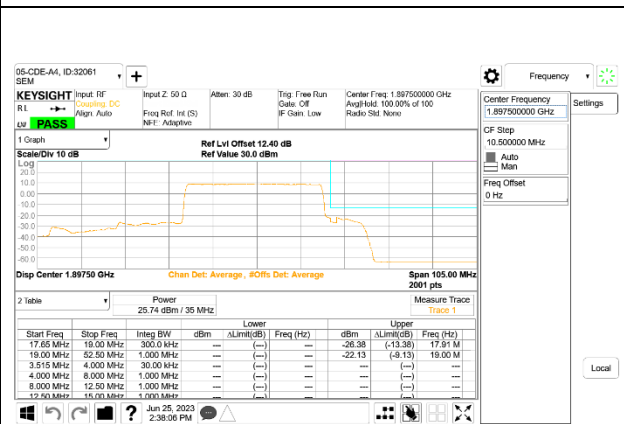 05-CDE-A4, ID:32061
SEM
Frequency
KEYSIGHT Input: RF Input Z: 50 Ω Atten: 30 dB Trig: Free Run Center Freq: 1.897500000 GHz
R L Coupling: DC Gate: Off Avg|Hold: 100.00% of 100
Align: Auto Freq Ref: Int (S) IF Gain: Low Radio Std: None
LW PASS NFE: Adaptive
Center Frequency
1.897500000 GHz
Settings
CF Step
10.500000 MHz
Auto
Man
Freq Offset
0 Hz
1 Graph
Ref Lvl Offset 12.40 dB
Scale/Div 10 dB Ref Value 30.0 dBm
Log
20.0
10.0
0.00
-10.0
-20.0
-30.0
-40.0
-50.0
-60.0
Disp Center 1.89750 GHz Chan Det: Average , #Offs Det: Average Span 105.00 MHz
2001 pts
2 Table Power Measure Trace
25.74 dBm / 35 MHz Trace 1
Lower Upper
Start Freq Stop Freq Integ BW dBm ΔLimit(dB) Freq (Hz) dBm ΔLimit(dB) Freq (Hz)
17.65 MHz 19.00 MHz 300.0 kHz --- (---) --- -26.38 (-13.38) 17.91 M
19.00 MHz 52.50 MHz 1.000 MHz --- (---) --- -22.13 (-9.13) 19.00 M
3.515 MHz 4.000 MHz 30.00 kHz --- (---) --- --- (---) ---
4.000 MHz 8.000 MHz 1.000 MHz --- (---) --- --- (---) ---
8.000 MHz 12.50 MHz 1.000 MHz --- (---) --- --- (---) ---
12.50 MHz 15.00 MHz 1.000 MHz --- (---) --- --- (---) ---
Local
? Jun 25, 2023
2:38:06 PM